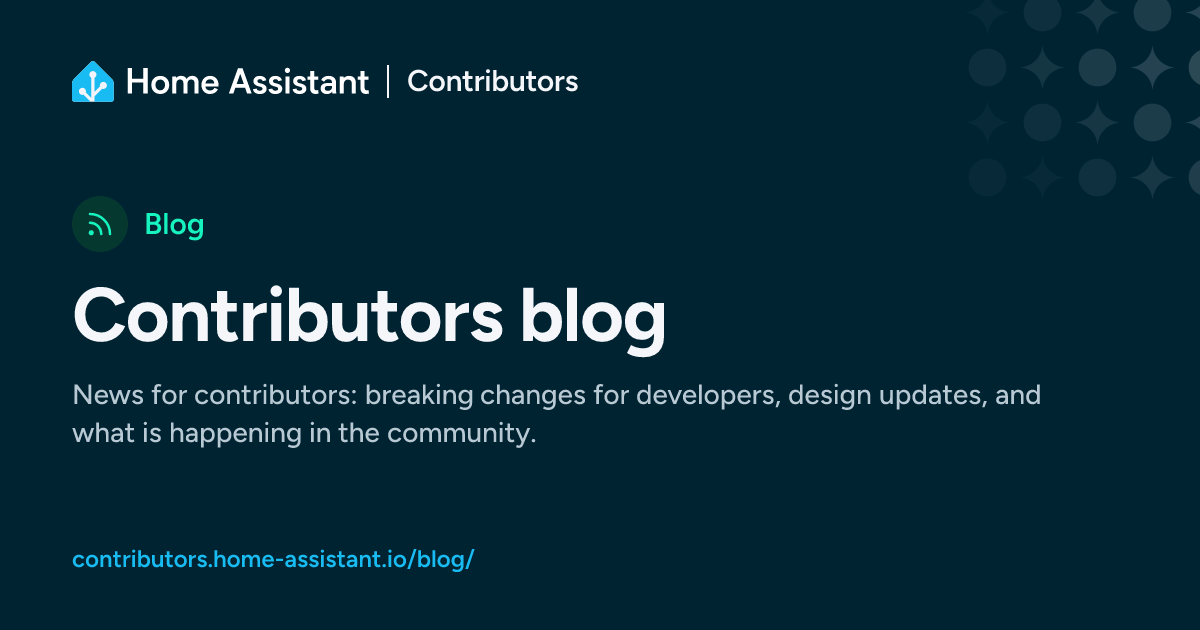 Home Assistant | Contributors
Blog
Contributors blog
News for contributors: breaking changes for developers, design updates, and
what is happening in the community.
contributors.home-assistant.io/blog/